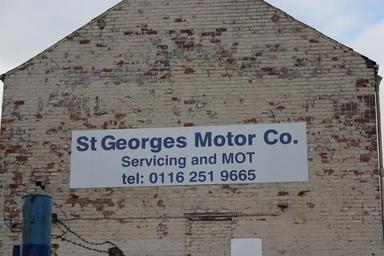 St Georges Motor Co.
Servicing and MOT
tel: 0116 251 9665